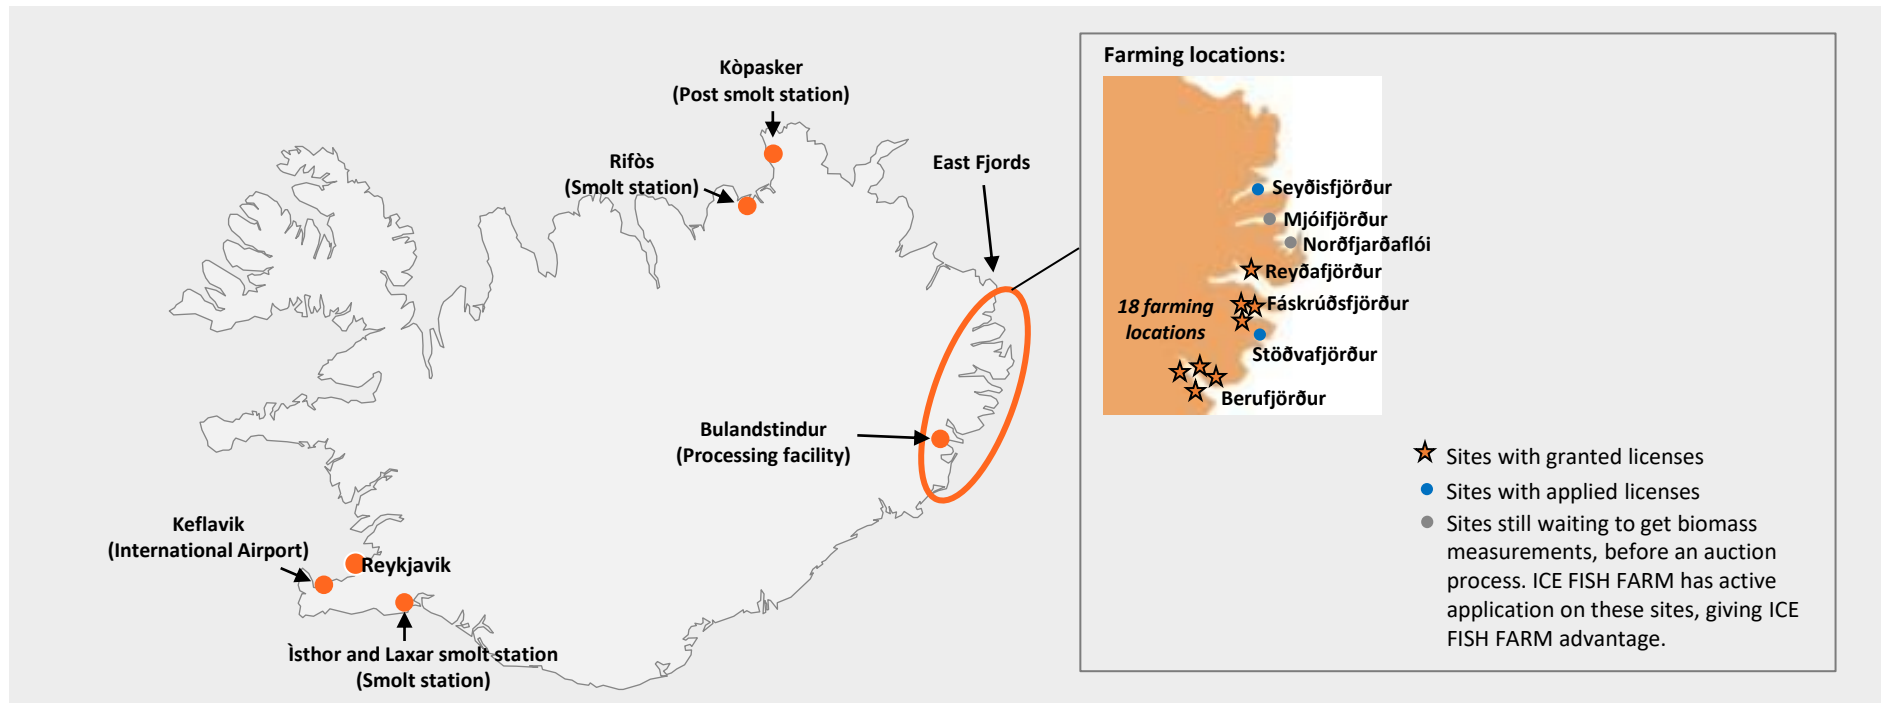 Kòpasker
(Post smolt station)
Rifòs
(Smolt station)
East Fjords
Bulandstindur
(Processing facility)
Keflavik
(International Airport)
Reykjavik
Ìsthor and Laxar smolt station
(Smolt station)
Farming locations:
Seyðisfjörður
Mjóifjörður
Norðfjarðaflói
Reyðafjörður
Fáskrúðsfjörður
18 farming
locations
Stöðvafjörður
Berufjörður
Sites with granted licenses
Sites with applied licenses
Sites still waiting to get biomass
measurements, before an auction
process. ICE FISH FARM has active
application on these sites, giving ICE
FISH FARM advantage.